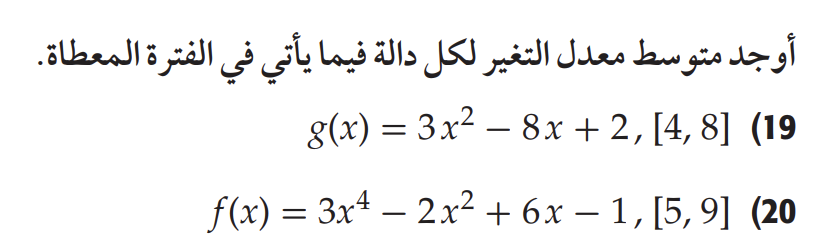 أوجد متوسط معدل التغير لكل دالة فيما يأتي في الفترة المعطاة.
(19 g(x) = 3x² − 8x + 2, [4, 8]
(20 f(x) = 3x⁴ − 2x² + 6x − 1, [5, 9]